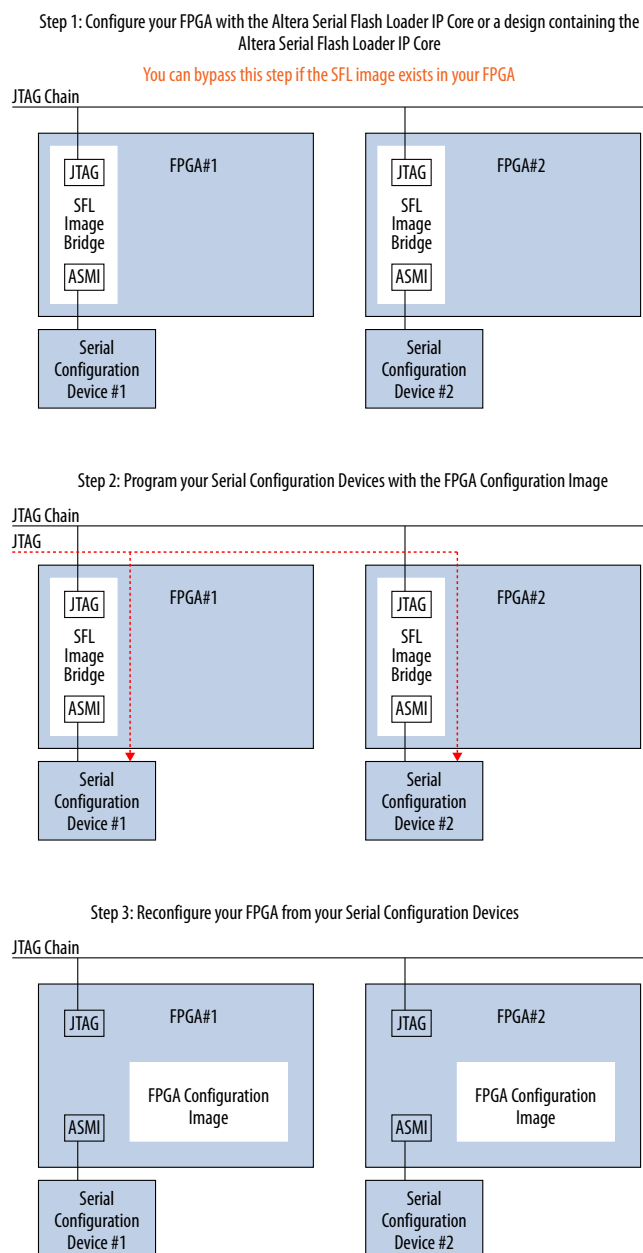 Step 1: Configure your FPGA with the Altera Serial Flash Loader IP Core or a design containing the
Altera Serial Flash Loader IP Core
You can bypass this step if the SFL image exists in your FPGA
JTAG Chain
FPGA#1
JTAG
SFL
Image
Bridge
ASMI
Serial
Configuration
Device #1
FPGA#2
JTAG
SFL
Image
Bridge
ASMI
Serial
Configuration
Device #2
Step 2: Program your Serial Configuration Devices with the FPGA Configuration Image
JTAG Chain
JTAG
FPGA#1
JTAG
SFL
Image
Bridge
ASMI
Serial
Configuration
Device #1
FPGA#2
JTAG
SFL
Image
Bridge
ASMI
Serial
Configuration
Device #2
Step 3: Reconfigure your FPGA from your Serial Configuration Devices
JTAG Chain
FPGA#1
JTAG
FPGA Configuration
Image
ASMI
Serial
Configuration
Device #1
FPGA#2
JTAG
FPGA Configuration
Image
ASMI
Serial
Configuration
Device #2